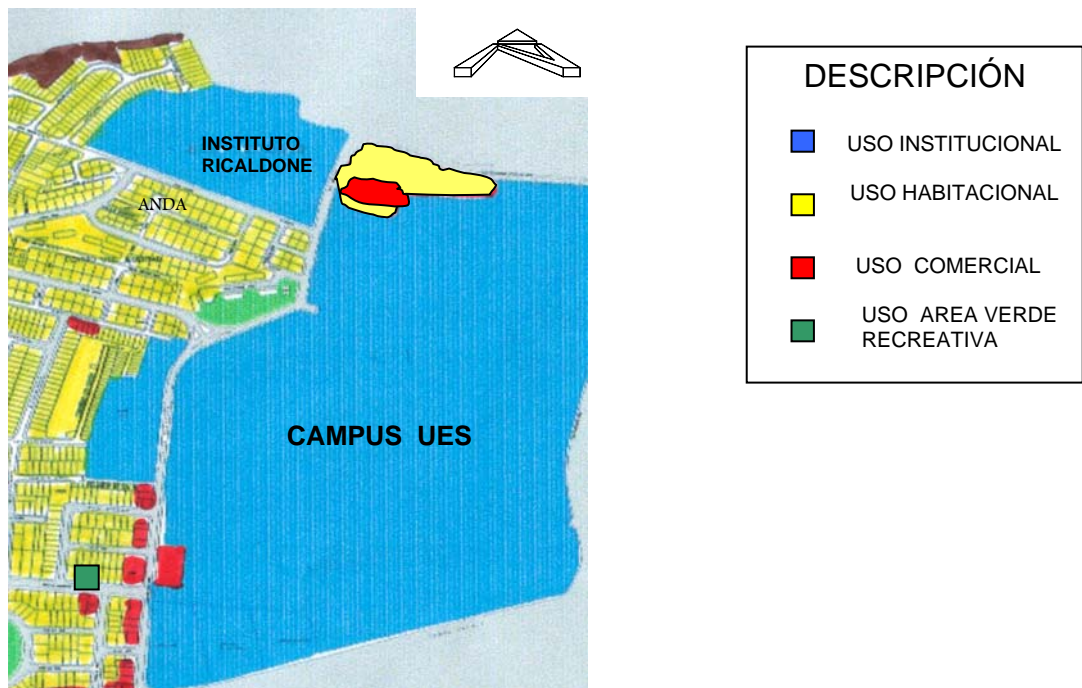 INSTITUTO
RICALDONE
ANDA
CAMPUS  UES
DESCRIPCIÓN
USO INSTITUCIONAL
USO HABITACIONAL
USO  COMERCIAL
USO  AREA VERDE
RECREATIVA